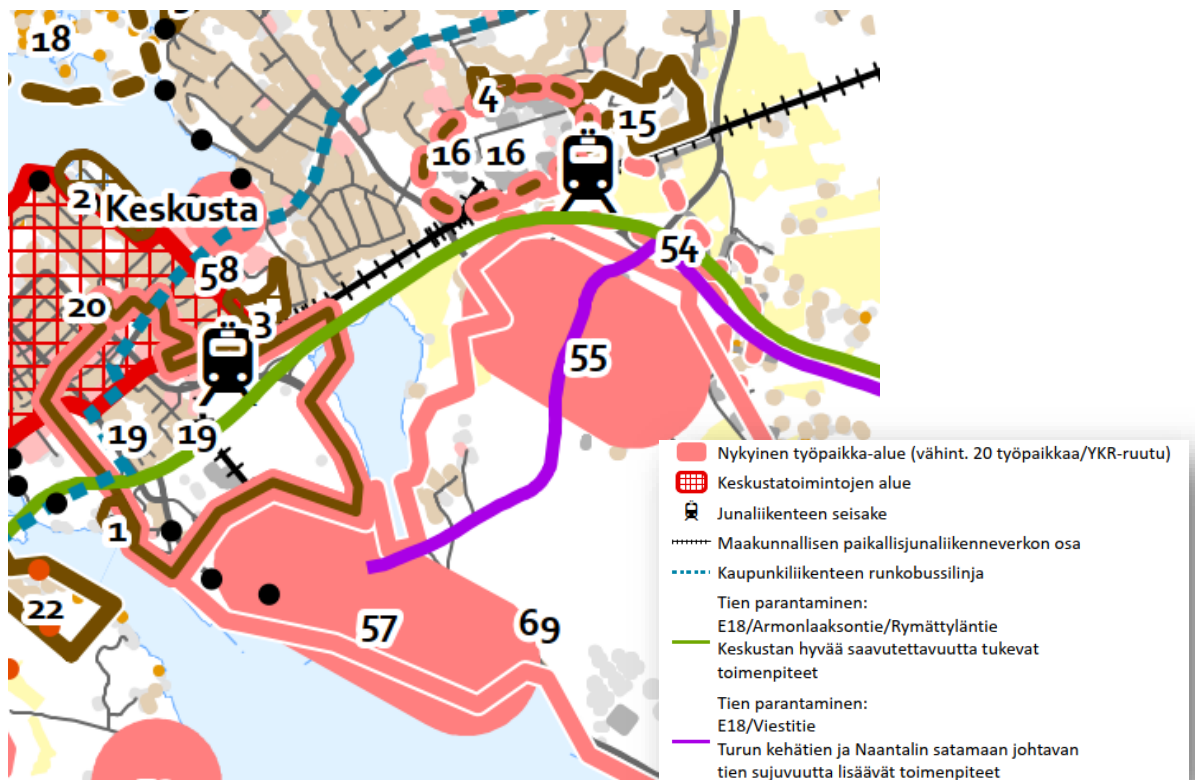 18
4
15
16 16
2
Keskusta
54
58
20
3
55
19 19
1
22
57
69
Nykyinen työpaikka-alue (vähint. 20 työpaikkaa/YKR-ruutu)
Keskustatoimintojen alue
Junaliikenteen seisake
Maakunnallisen paikallisjunaliikenneverkon osa
Kaupunkiliikenteen runkobussilinja
Tien parantaminen:
E18/Armonlaaksontie/Rymättyläntie
Keskustan hyvää saavutettavuutta tukevat
toimenpiteet
Tien parantaminen:
E18/Viestitie
Turun kehätien ja Naantalin satamaan johtavan
tien sujuvuutta lisäävät toimenpiteet